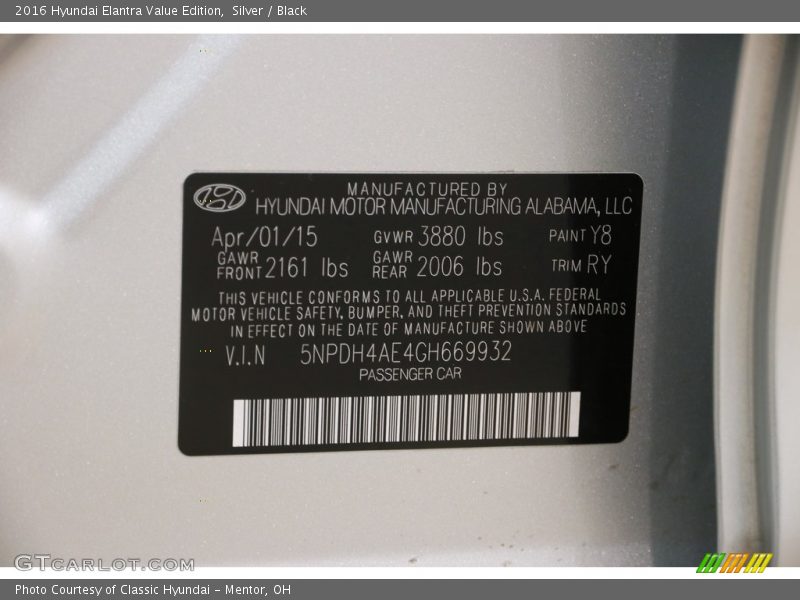 2016 Hyundai Elantra Value Edition, Silver / Black
MANUFACTURED BY
HYUNDAI MOTOR MANUFACTURING ALABAMA, LLC
Apr/01/15 GVWR 3880 lbs PAINT Y8
GAWR FRONT 2161 lbs GAWR REAR 2006 lbs TRIM RY
THIS VEHICLE CONFORMS TO ALL APPLICABLE U.S.A. FEDERAL
MOTOR VEHICLE SAFETY, BUMPER, AND THEFT PREVENTION STANDARDS
IN EFFECT ON THE DATE OF MANUFACTURE SHOWN ABOVE
V.I.N 5NPDH4AE4GH669932
PASSENGER CAR
GTCARLOT.COM
Photo Courtesy of Classic Hyundai - Mentor, OH